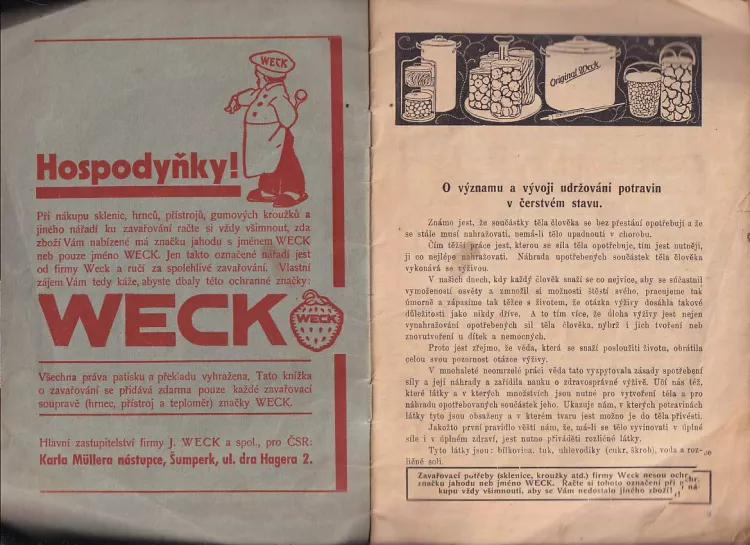 WECK
Hospodyňky!
Při nákupu sklenic, hrnců, přístrojů, gumových kroužků a
jiného nářadí ku zavařování račte si vždy všimnout, zda
zboží Vám nabízené má značku jahodu s jménem WECK
neb pouze jméno WECK. Jen takto označené nářadí jest
od firmy Weck a ručí za spolehlivé zavařování. Vlastní
zájem Vám tedy káže, abyste dbaly této ochranné značky:
WECK
WECK
Všechna práva patisku a překladu vyhražena. Tato knížka
o zavařování se přidává zdarma pouze každé zavařovací
soupravě (hrnec, přístroj a teploměr) značky WECK.
Hlavní zastupitelství firmy J. WECK a spol., pro ČSR:
Karla Müllera nástupce, Šumperk, ul. dra Hagera 2.
Original Weck
O významu a vývoji udržování potravin
v čerstvém stavu.
Známo jest, že součástky těla člověka se bez přestání opotřebují a že
se stále musí nahražovati, nemá-li tělo upadnouti v chorobu.
Čím těžší práce jest, kterou se síla těla opotřebuje, tím jest nutněji,
ji co nejlépe nahražovati. Náhrada upotřebených součástek těla člověka
vykonává se výživou.
V našich dnech, kdy každý člověk snaží se co nejvíce, aby se súčastnil
vymožeností osvěty a zmnožil si možnosti štěstí svého, pracujeme tak
úmorně a zápasíme tak těžce s životem, že otázka výživy dosáhla takové
důležitosti jako nikdy dříve. A to tím více, že úloha výživy jest nejen
vynahražování opotřebených sil těla člověka, nýbrž i jich tvoření neb
znovutvoření u dítek a nemocných.
Proto jest zřejmo, že věda, která se snaží posloužiti životu, obrátila
celou svou pozornost otázce výživy.
V mnohaleté neomrzelé práci věda tato vyzpytovala zásady spotřebení
síly a její náhrady a zařídila nauku o zdravosprávné výživě. Učí nás též,
které látky a v kterých množstvích jsou nutné pro vytvoření těla a pro
náhradu opotřebovaných součástek jeho. Ukazuje nám, v kterých potravinách
látky tyto jsou obsaženy a v kterém tvaru jest možno je do těla přivésti.
Jakožto první pravidlo větší nám, že, má-li se tělo vyvinovati v úplné
síle i v úplném zdraví, jest nutno přiváděti rozličné látky.
Tyto látky jsou: bílkovina, tuk, uhlevodíky (cukr, škrob), voda a roz-
ličné soli.
Zavařovací potřeby (sklenice, kroužky atd.) firmy Weck nesou ochr.
značku jahodu neb jméno WECK. Račte si tohoto označení při ná-
kupu vždy všimnouti, aby se Vám nedostalo jiného zboží!